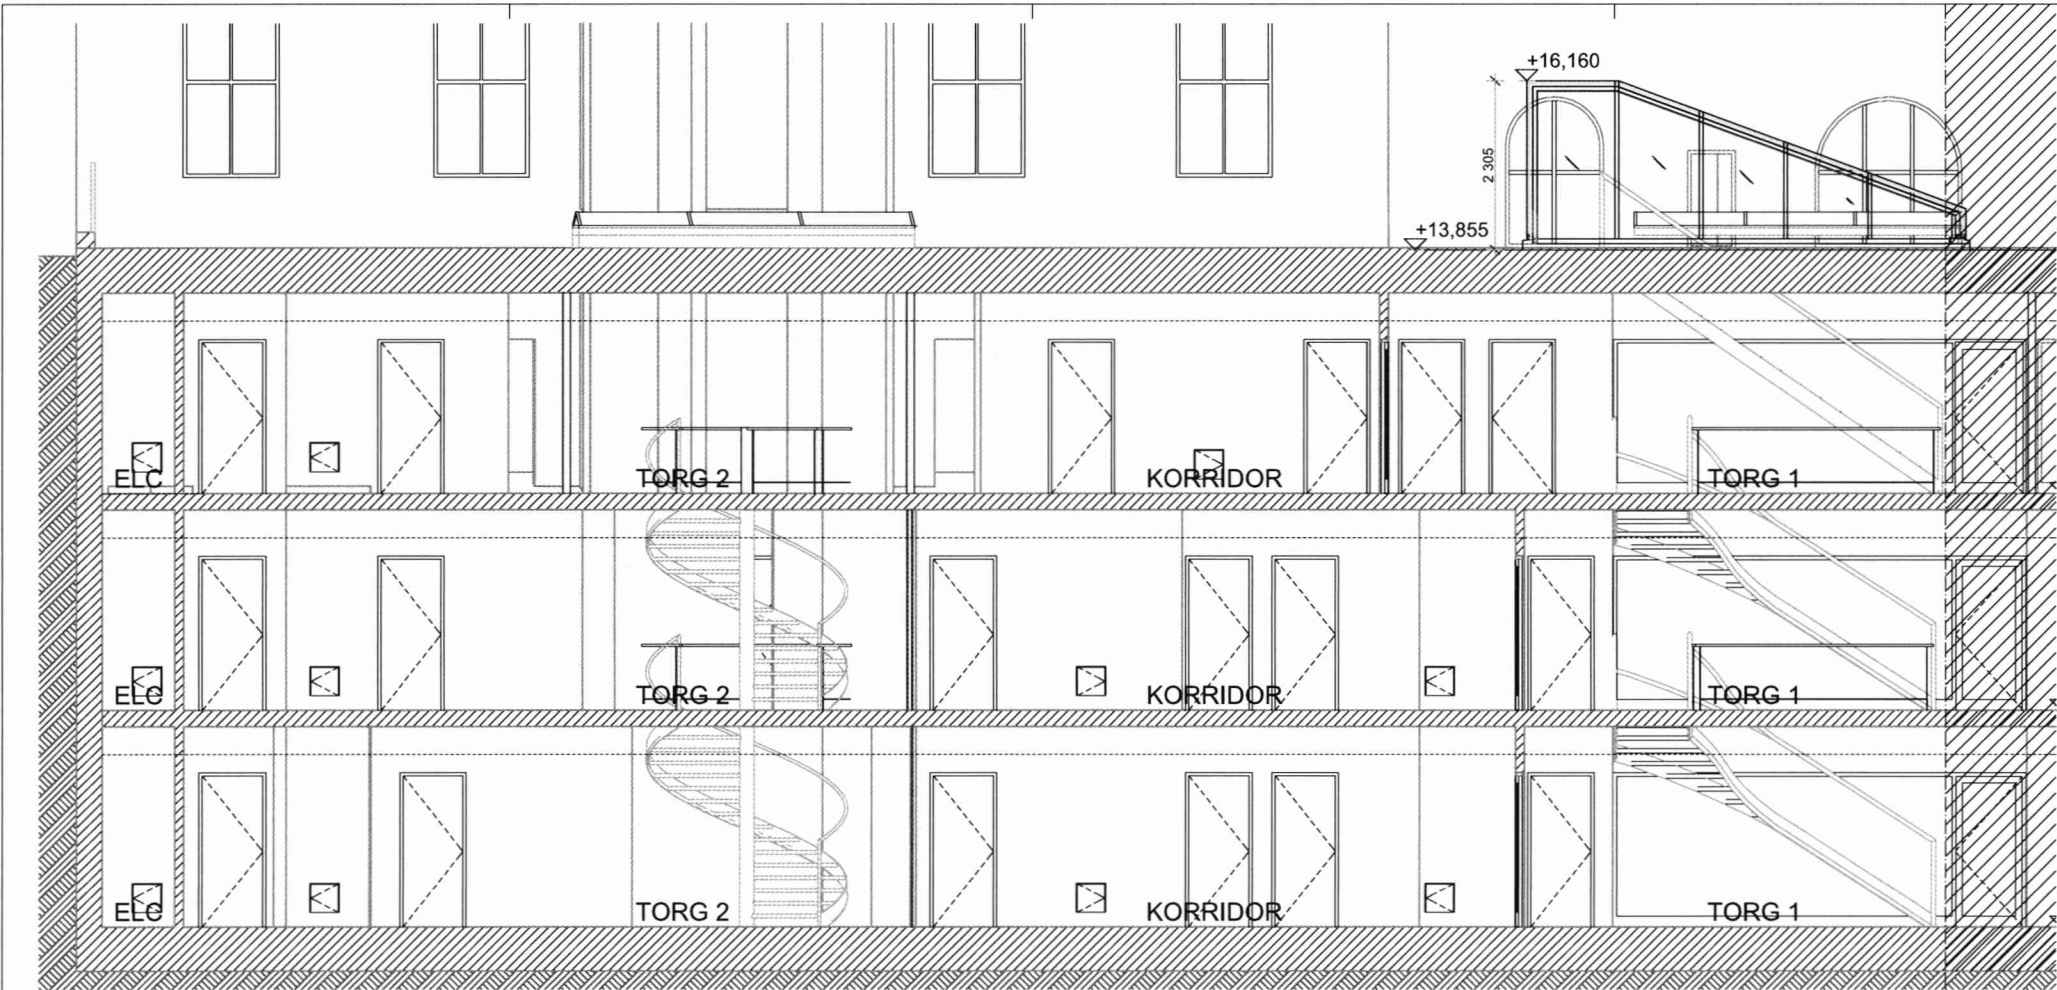 +16,160
2 305
+13,855
ELC TORG 2 KORRIDOR TORG 1
ELC TORG 2 KORRIDOR TORG 1
ELC TORG 2 KORRIDOR TORG 1